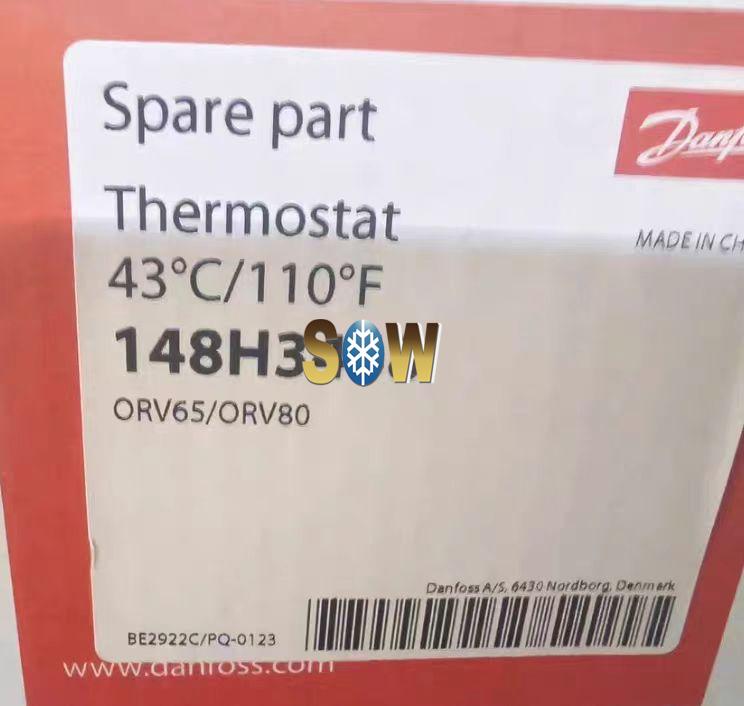 Spare part
Danf
MADE IN CH
Thermostat
43°C/110°F
148H3
SOW
ORV65/ORV80
Danfoss A/S, 6430 Nordborg, Denmark
BE2922C/PQ-0123
www.danfoss.com